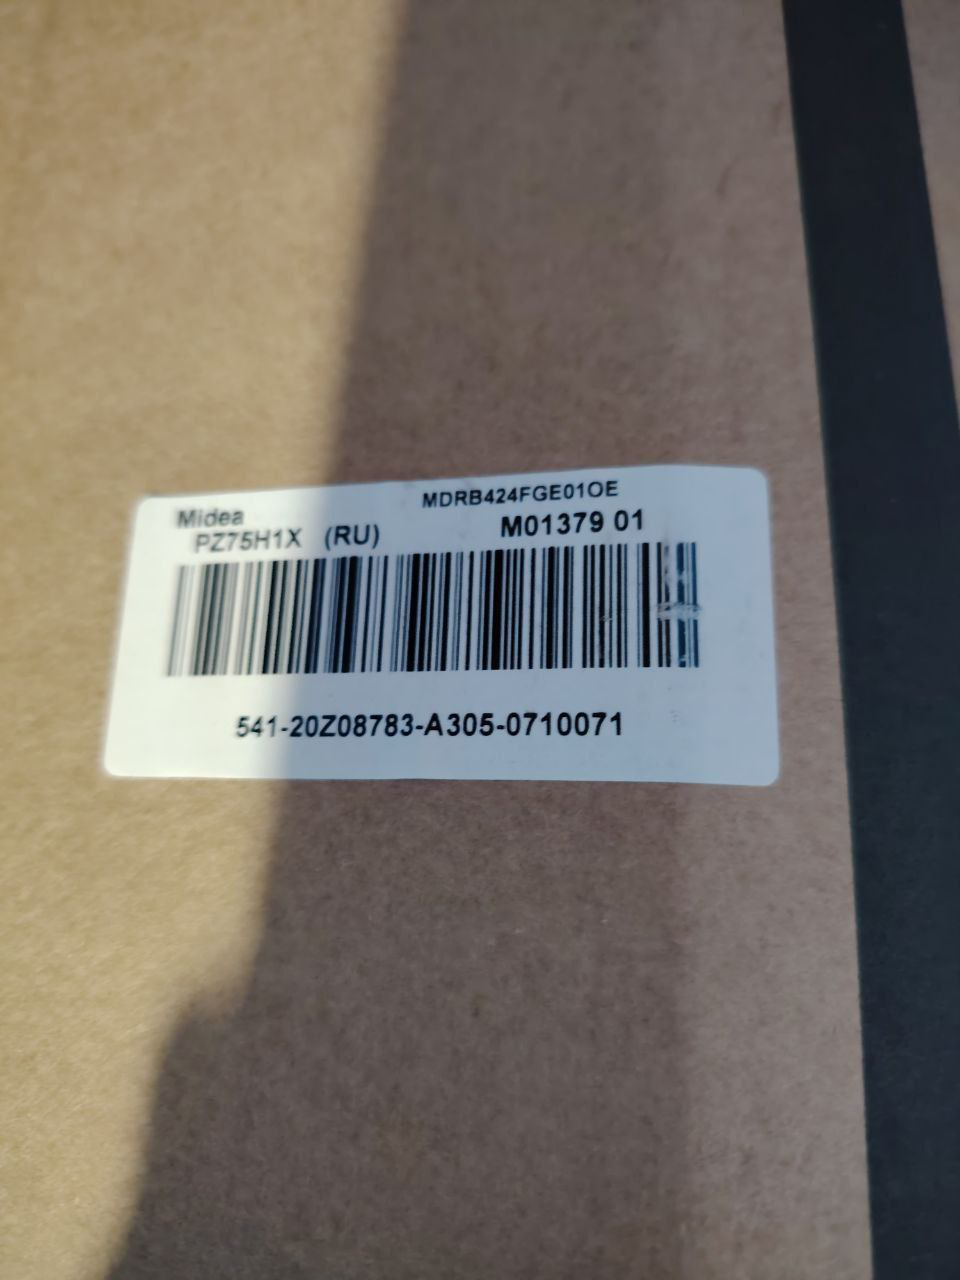 Midea MDRB424FGE01OE
PZ75H1X (RU) M01379 01
541-20Z08783-A305-0710071